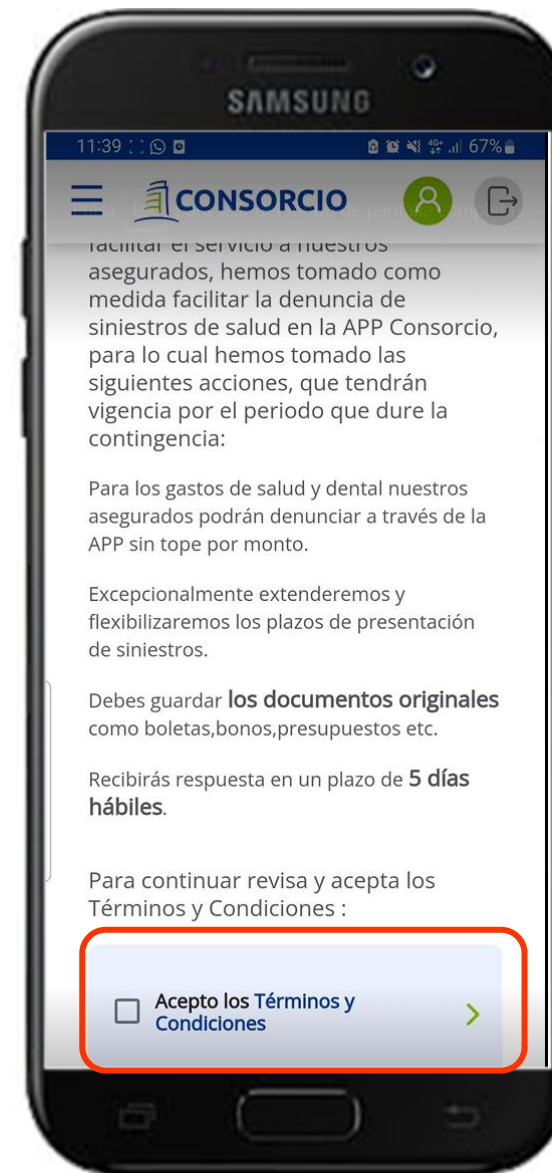 SAMSUNG
11:39 67%
CONSORCIO
facilitar el servicio a nuestros
asegurados, hemos tomado como
medida facilitar la denuncia de
siniestros de salud en la APP Consorcio,
para lo cual hemos tomado las
siguientes acciones, que tendrán
vigencia por el periodo que dure la
contingencia:
Para los gastos de salud y dental nuestros
asegurados podrán denunciar a través de la
APP sin tope por monto.
Excepcionalmente extenderemos y
flexibilizaremos los plazos de presentación
de siniestros.
Debes guardar los documentos originales
como boletas,bonos,presupuestos etc.
Recibirás respuesta en un plazo de 5 días
hábiles.
Para continuar revisa y acepta los
Términos y Condiciones :
Acepto los Términos y
Condiciones